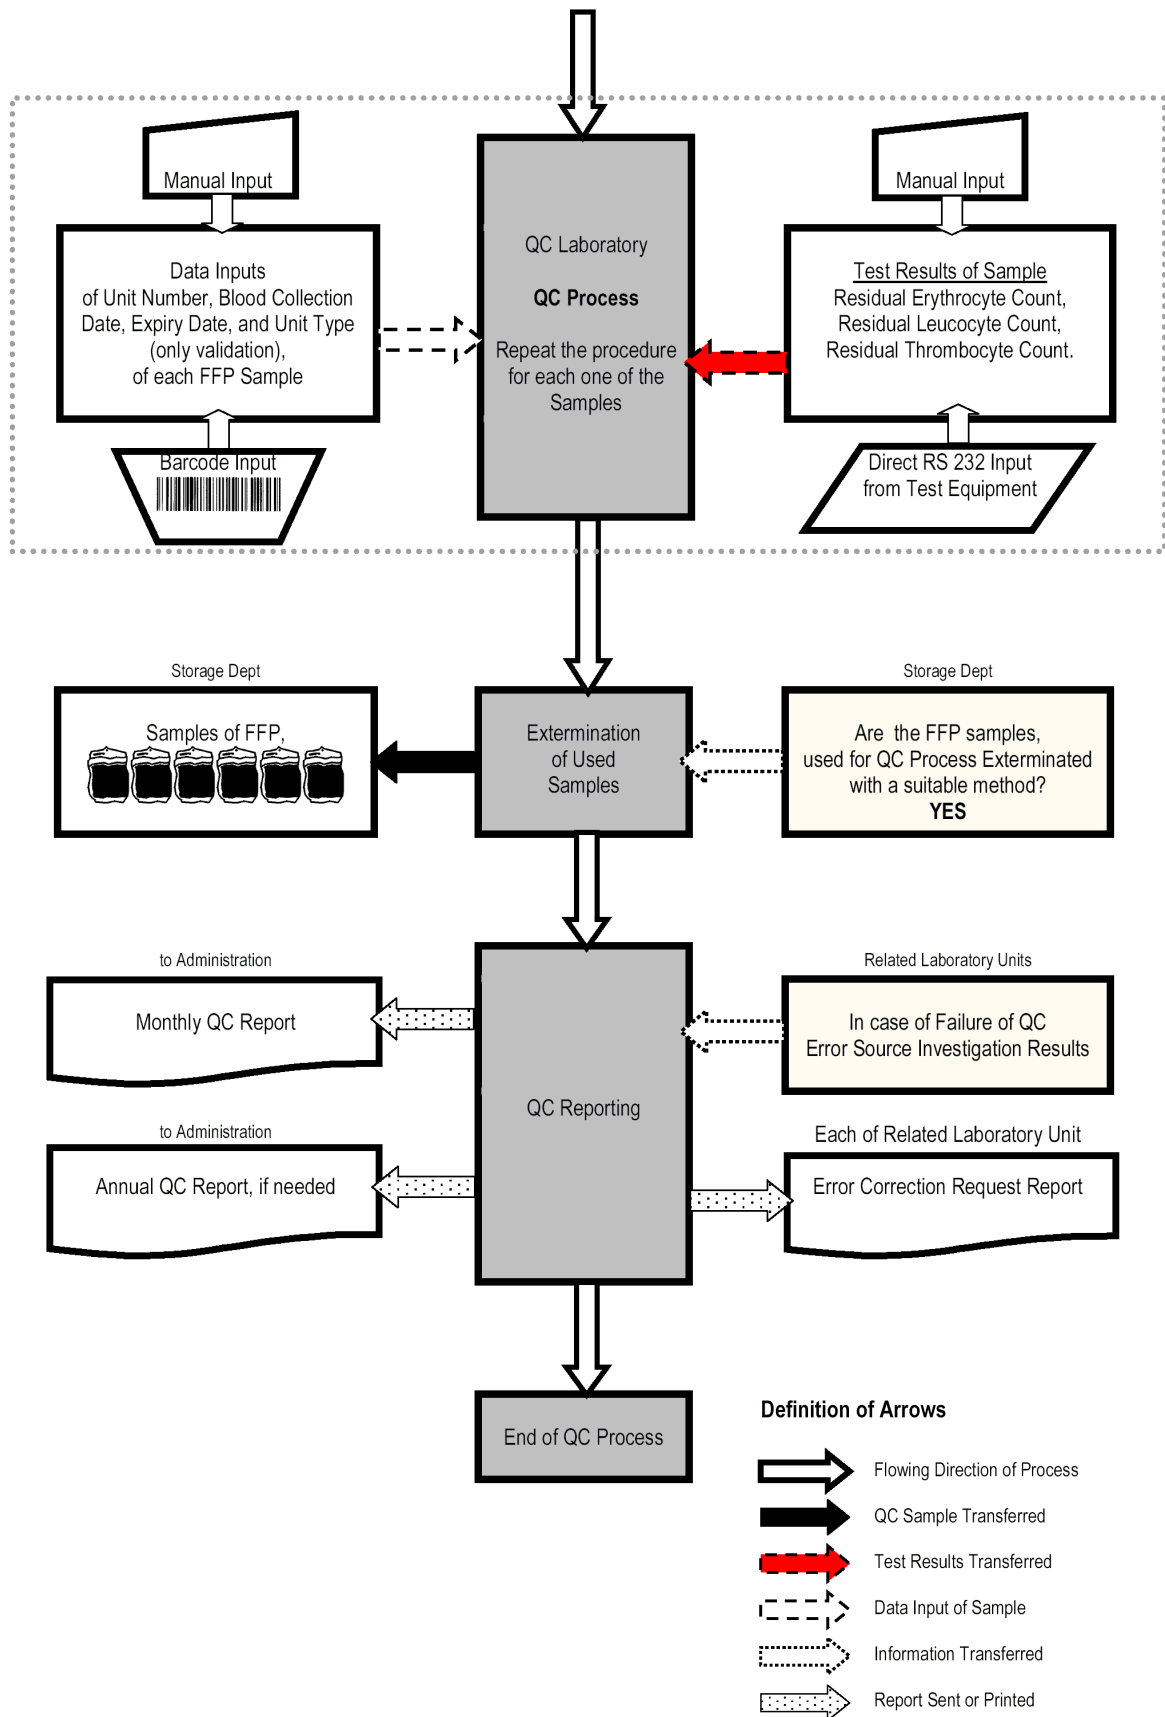 Manual Input
Data Inputs
of Unit Number, Blood Collection
Date, Expiry Date, and Unit Type
(only validation),
of each FFP Sample
Barcode Input
QC Laboratory
QC Process
Repeat the procedure
for each one of the
Samples
Manual Input
Test Results of Sample
Residual Erythrocyte Count,
Residual Leucocyte Count,
Residual Thrombocyte Count.
Direct RS 232 Input
from Test Equipment
Storage Dept
Samples of FFP,
Extermination
of Used
Samples
Storage Dept
Are  the FFP samples,
used for QC Process Exterminated
with a suitable method?
YES
to Administration
Monthly QC Report
to Administration
Annual QC Report, if needed
QC Reporting
Related Laboratory Units
In case of Failure of QC
Error Source Investigation Results
Each of Related Laboratory Unit
Error Correction Request Report
End of QC Process
Definition of Arrows
Flowing Direction of Process
QC Sample Transferred
Test Results Transferred
Data Input of Sample
Information Transferred
Report Sent or Printed